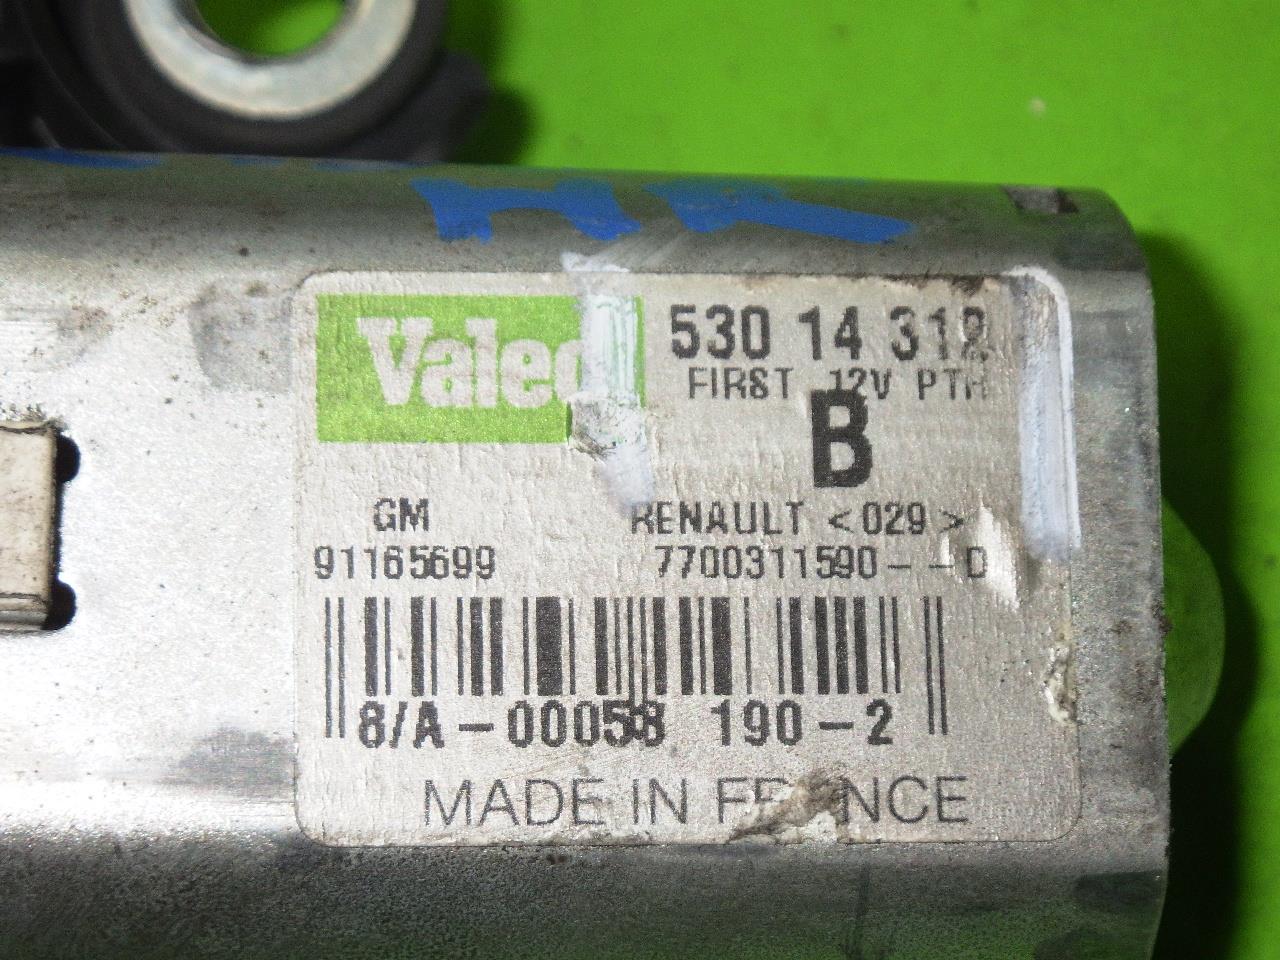 HR
Valeo
530 14 312
FIRST 12V PTH
B
GM RENAULT <029>
91165699 7700311590--D
8/A-00058 190-2
MADE IN FRANCE